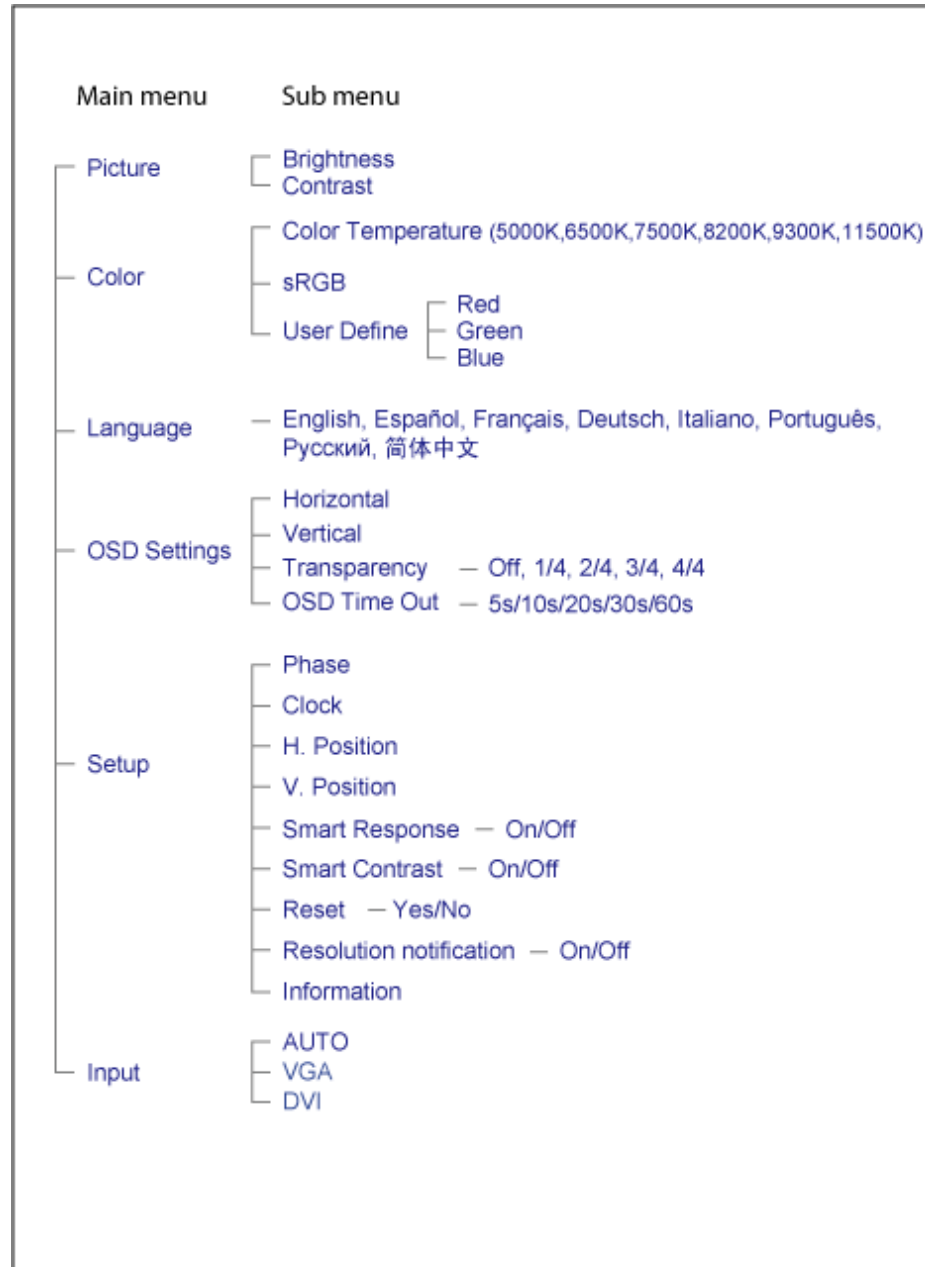 Main menu Sub menu
Picture
Brightness
Contrast
Color
Color Temperature (5000K,6500K,7500K,8200K,9300K,11500K)
sRGB
User Define
Red
Green
Blue
Language
English, Español, Français, Deutsch, Italiano, Português,
Русский, 简体中文
OSD Settings
Horizontal
Vertical
Transparency — Off, 1/4, 2/4, 3/4, 4/4
OSD Time Out — 5s/10s/20s/30s/60s
Setup
Phase
Clock
H. Position
V. Position
Smart Response — On/Off
Smart Contrast — On/Off
Reset — Yes/No
Resolution notification — On/Off
Information
Input
AUTO
VGA
DVI